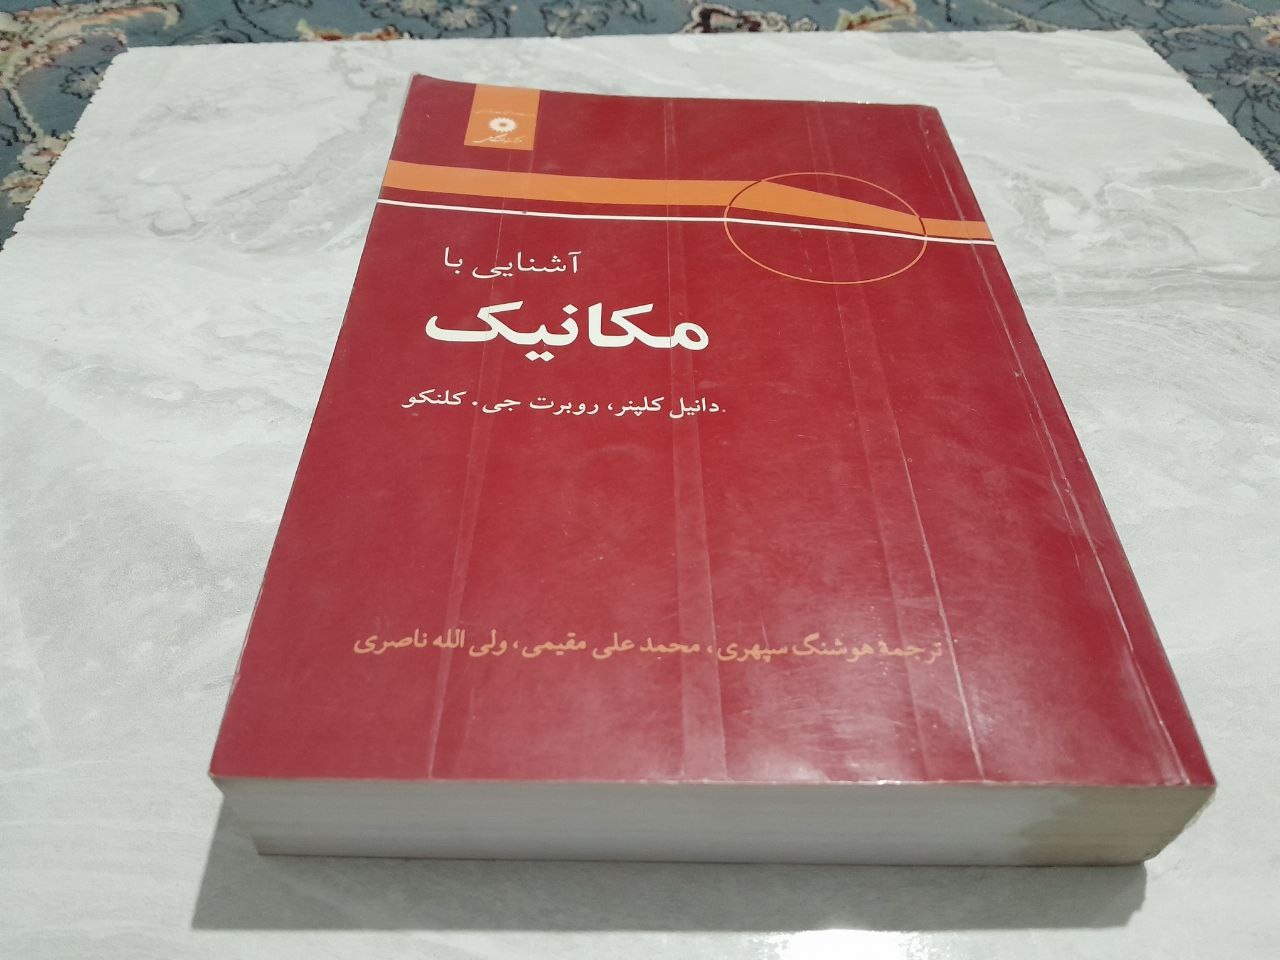 آشنایی با
مکانیک
دانیل کلپنر، روبرت جی. کلنکو
ترجمهٔ هوشنگ سپهری، محمد علی مقیمی، ولی الله ناصری